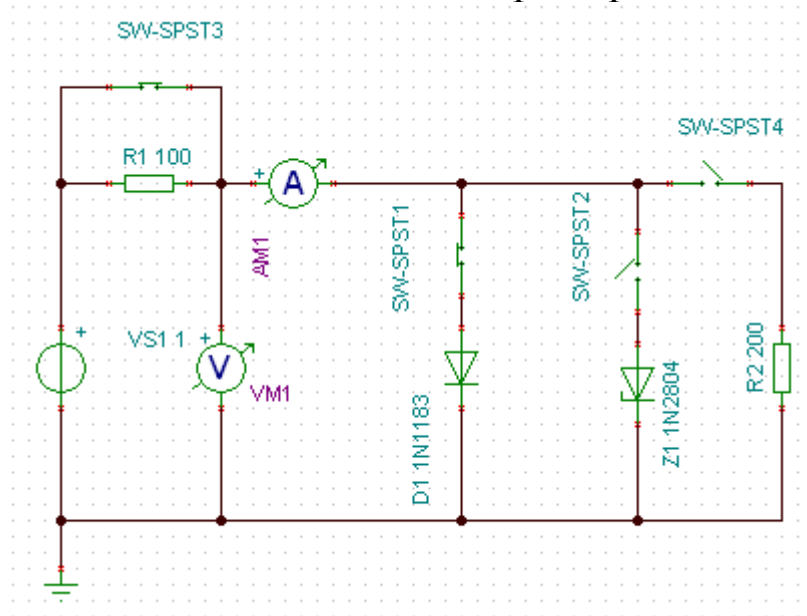 SW-SPST3
SW-SPST4
R1 100
+
A
AM1
SW-SPST1
SW-SPST2
+
VS1 1
+
V
VM1
D1 1N1183
Z1 1N2804
R2 200